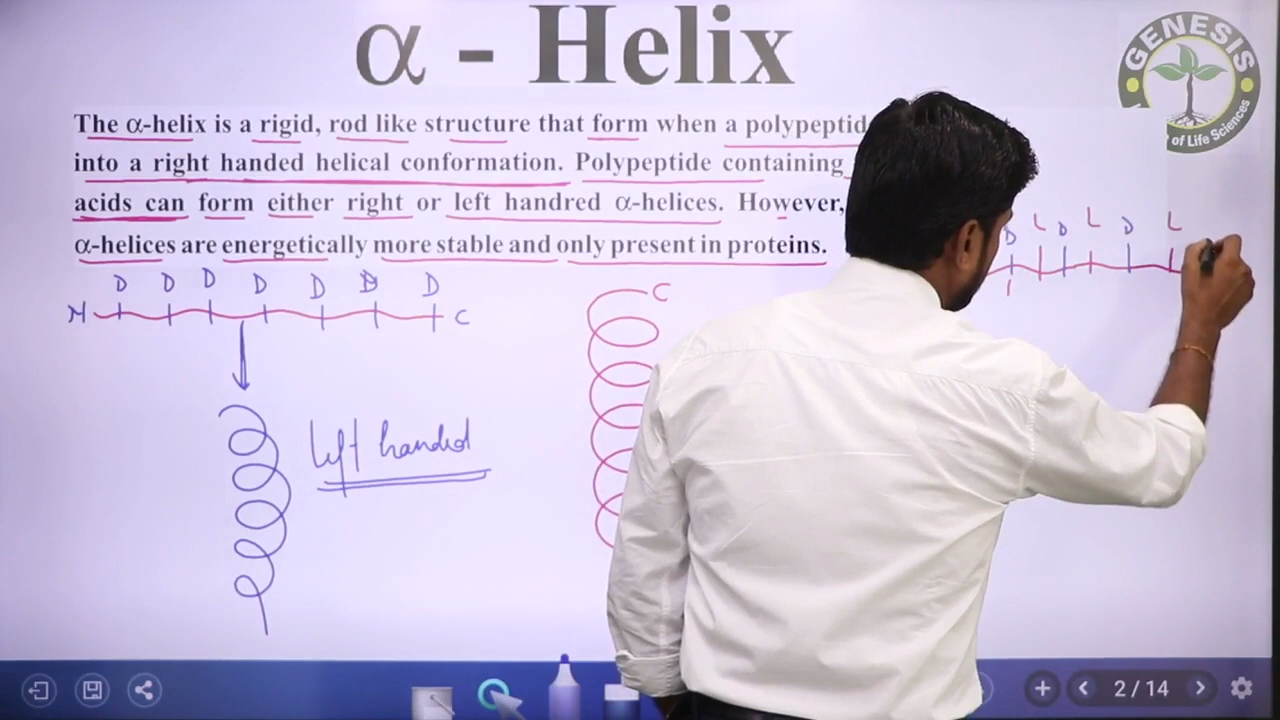 α - Helix
GENESIS
of Life Sciences
The α-helix is a rigid, rod like structure that form when a polypeptid
into a right handed helical conformation. Polypeptide containing
acids can form either right or left handred α-helices. However,
α-helices are energetically more stable and only present in proteins.
D L D L D L
D D D D D D D
N C
C
left handed
2 / 14